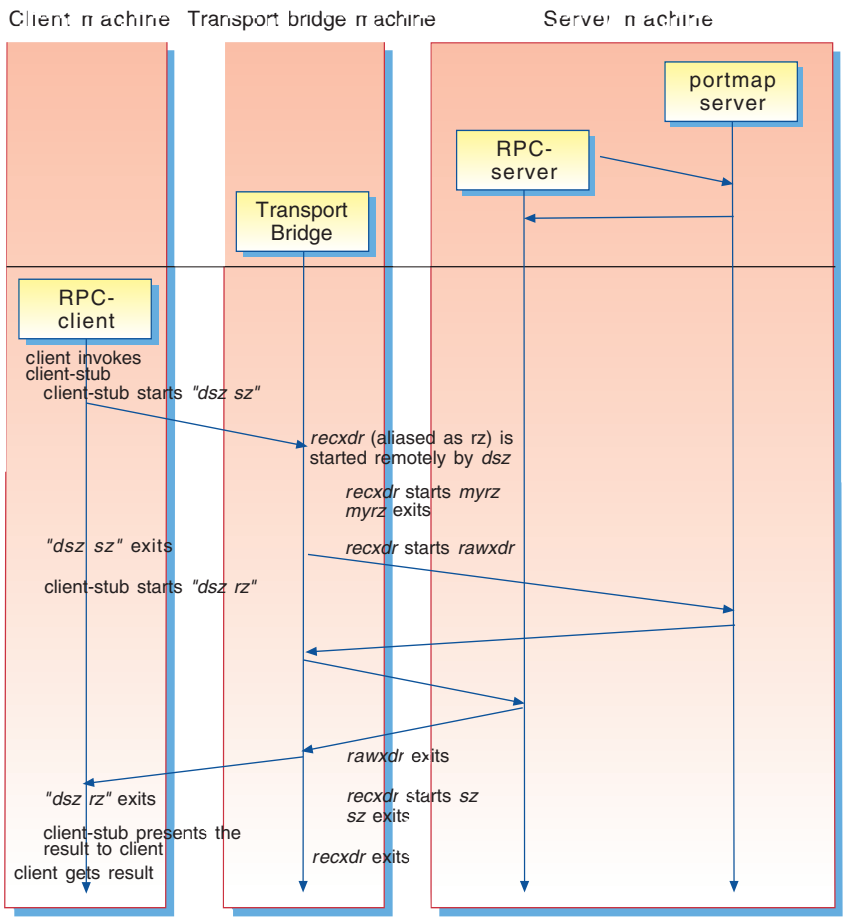 Client machine
Transport bridge machine
Server machine
portmap
server
RPC-
server
Transport
Bridge
RPC-
client
client invokes
client-stub
client-stub starts "dsz sz"
recxdr (aliased as rz) is
started remotely by dsz
recxdr starts myrz
myrz exits
"dsz sz" exits
recxdr starts rawxdr
client-stub starts "dsz rz"
rawxdr exits
"dsz rz" exits
recxdr starts sz
sz exits
client-stub presents the
result to client
recxdr exits
client gets result